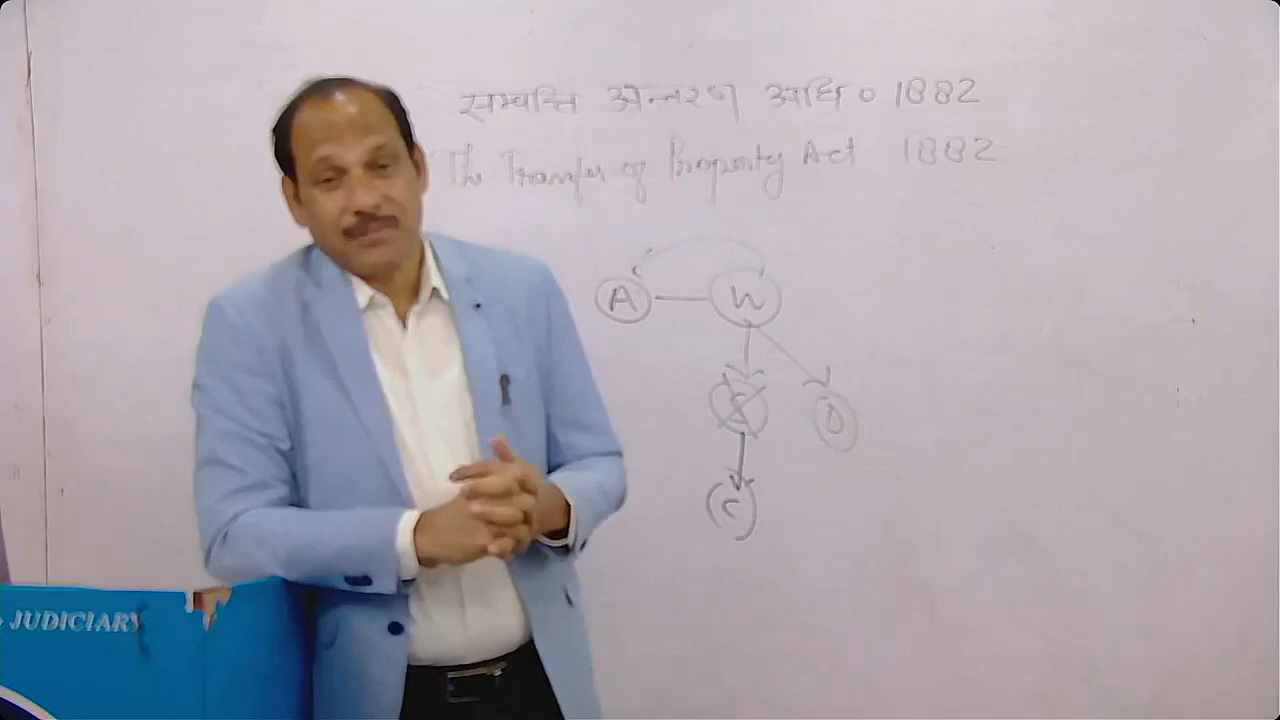 सम्पत्ति अन्तरण अधि० 1882
The Transfer of Property Act 1882
A W
D
C
JUDICIARY